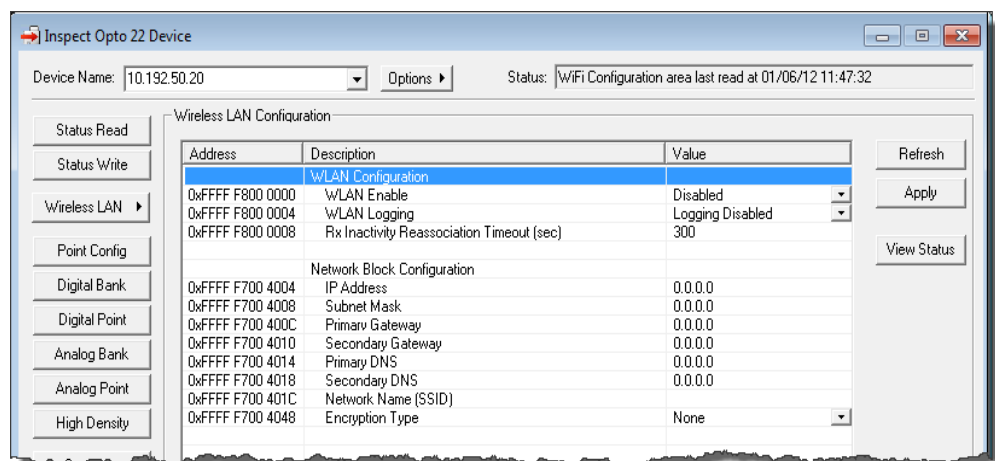 Inspect Opto 22 Device
Device Name: 10.192.50.20 Options Status: WiFi Configuration area last read at 01/06/12 11:47:32
Status Read
Status Write
Wireless LAN
Point Config
Digital Bank
Digital Point
Analog Bank
Analog Point
High Density
Wireless LAN Configuration
Address Description Value
WLAN Configuration
0xFFFF F800 0000 WLAN Enable Disabled
0xFFFF F800 0004 WLAN Logging Logging Disabled
0xFFFF F800 0008 Rx Inactivity Reassociation Timeout (sec) 300
Network Block Configuration
0xFFFF F700 4004 IP Address 0.0.0.0
0xFFFF F700 4008 Subnet Mask 0.0.0.0
0xFFFF F700 400C Primary Gateway 0.0.0.0
0xFFFF F700 4010 Secondary Gateway 0.0.0.0
0xFFFF F700 4014 Primary DNS 0.0.0.0
0xFFFF F700 4018 Secondary DNS 0.0.0.0
0xFFFF F700 401C Network Name (SSID)
0xFFFF F700 4048 Encryption Type None
Refresh
Apply
View Status